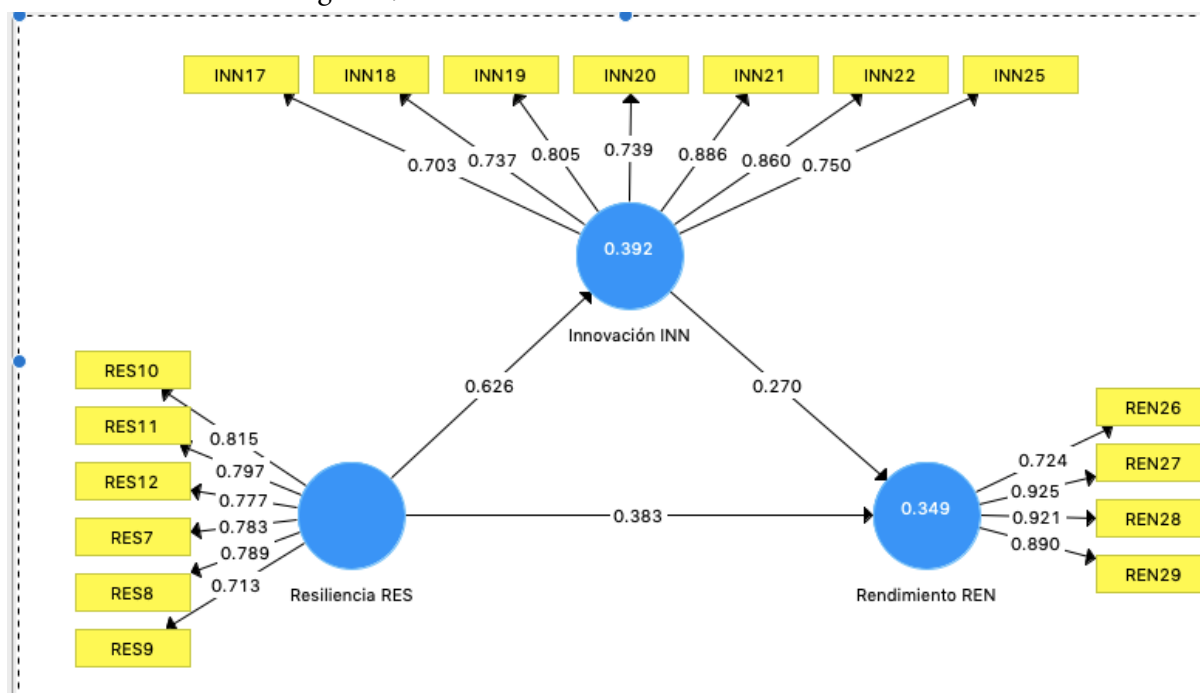 INN17 INN18 INN19 INN20 INN21 INN22 INN25
0.703 0.737 0.805 0.739 0.886 0.860 0.750
0.392
Innovación INN
0.626
0.270
RES10
RES11
RES12
RES7
RES8
RES9
0.815
0.797
0.777
0.783
0.789
0.713
Resiliencia RES
0.383
0.349
Rendimiento REN
0.724
0.925
0.921
0.890
REN26
REN27
REN28
REN29